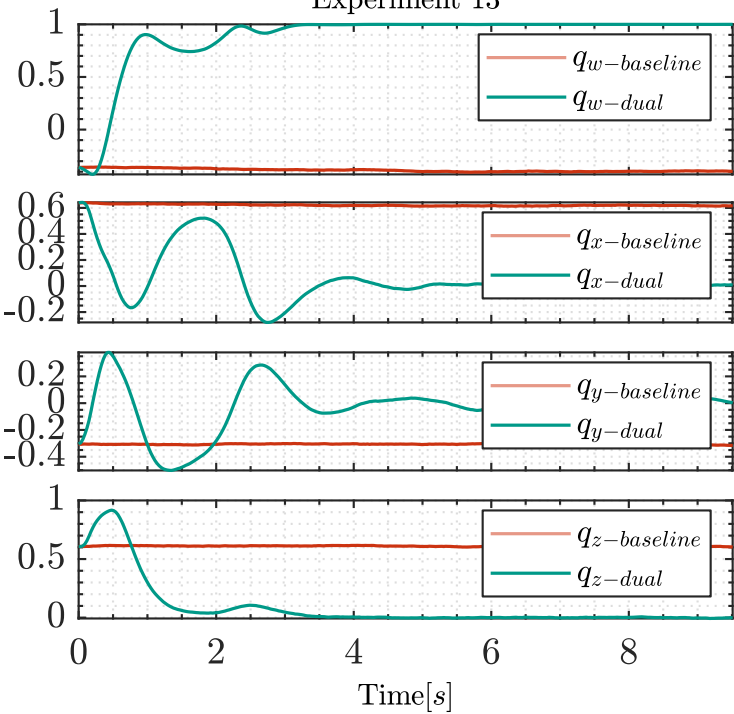 Experiment 13
1
0.5
0
q_{w-baseline}
q_{w-dual}
0.6
0.4
0.2
0
-0.2
q_{x-baseline}
q_{x-dual}
0.2
0
-0.2
-0.4
q_{y-baseline}
q_{y-dual}
1
0.5
0
q_{z-baseline}
q_{z-dual}
0 2 4 6 8
Time[s]